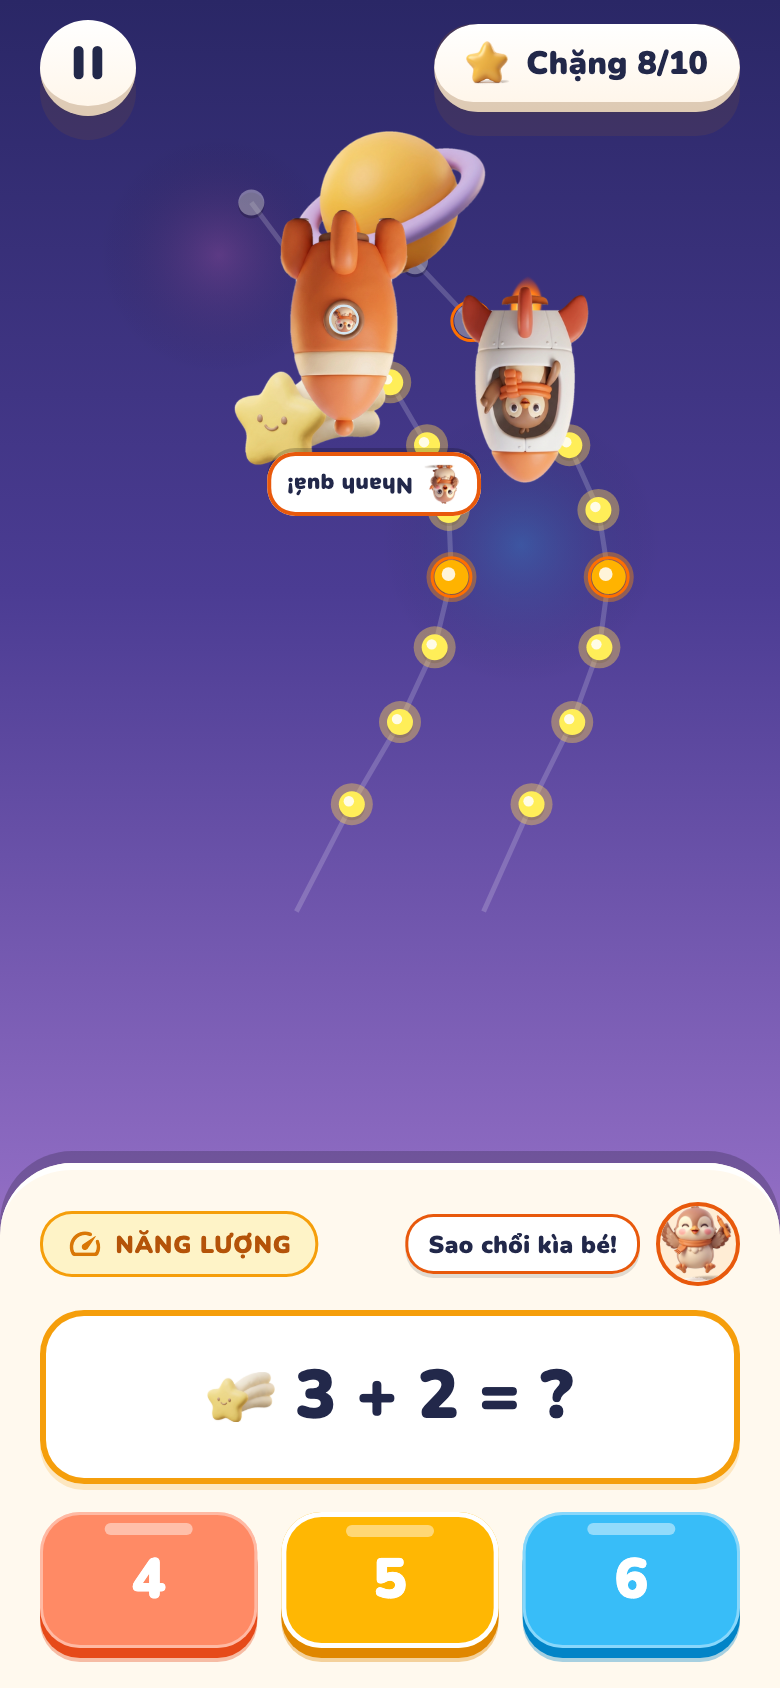 Chặng 8/10
Nhanh quá!
NĂNG LƯỢNG
Sao chổi kìa bé!
3 + 2 = ?
4
5
6